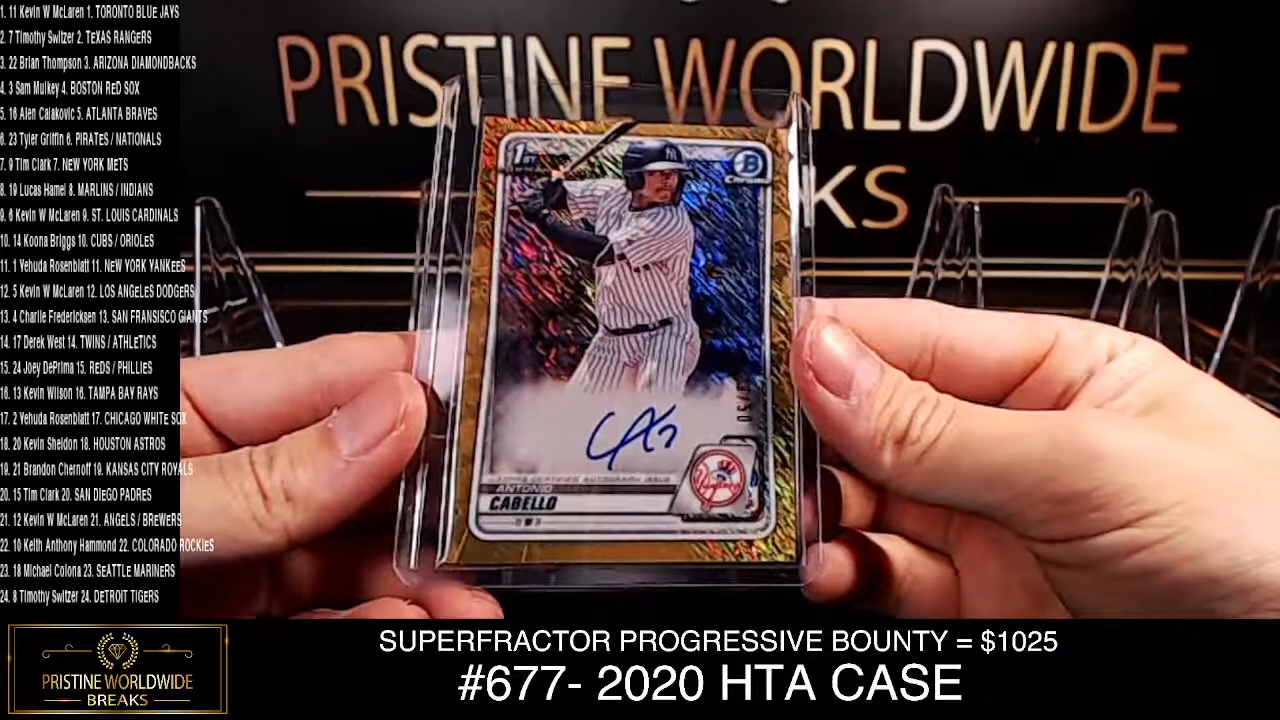 1. 11 Kevin W McLaren 1. TORONTO BLUE JAYS
2. 7 Timothy Switzer 2. TEXAS RANGERS
3. 22 Brian Thompson 3. ARIZONA DIAMONDBACKS
4. 3 Sam Mulkey 4. BOSTON RED SOX
5. 16 Alen Calakovic 5. ATLANTA BRAVES
6. 23 Tyler Griffin 6. PIRATEs / NATIONALS
7. 9 Tim Clark 7. NEW YORK METS
8. 19 Lucas Hamel 8. MARLINS / INDIANS
9. 6 Kevin W McLaren 9. ST. LOUIS CARDINALS
10. 14 Koona Briggs 10. CUBS / ORIOLES
11. 1 Yehuda Rosenblatt 11. NEW YORK YANKEES
12. 5 Kevin W McLaren 12. LOS ANGELES DODGERS
13. 4 Charlie Fredericksen 13. SAN FRANSISCO GIANTS
14. 17 Derek West 14. TWINS / ATHLETICS
15. 24 Joey DePrima 15. REDS / PHILLIES
16. 13 Kevin Wilson 16. TAMPA BAY RAYS
17. 2 Yehuda Rosenblatt 17. CHICAGO WHITE SOX
18. 20 Kevin Sheldon 18. HOUSTON ASTROS
19. 21 Brandon Chernoff 19. KANSAS CITY ROYALS
20. 15 Tim Clark 20. SAN DIEGO PADRES
21. 12 Kevin W McLaren 21. ANGELS / BREWERS
22. 10 Keith Anthony Hammond 22. COLORADO ROCKIES
23. 18 Michael Colona 23. SEATTLE MARINERS
24. 8 Timothy Switzer 24. DETROIT TIGERS
PRISTINE WORLDWIDE
KS
1ST
B
Chrome
NY
TOPPS CERTIFIED AUTOGRAPH ISSUE
ANTONIO
CABELLO
Yankees
PRISTINE WORLDWIDE
BREAKS
SUPERFRACTOR PROGRESSIVE BOUNTY = $1025
#677- 2020 HTA CASE